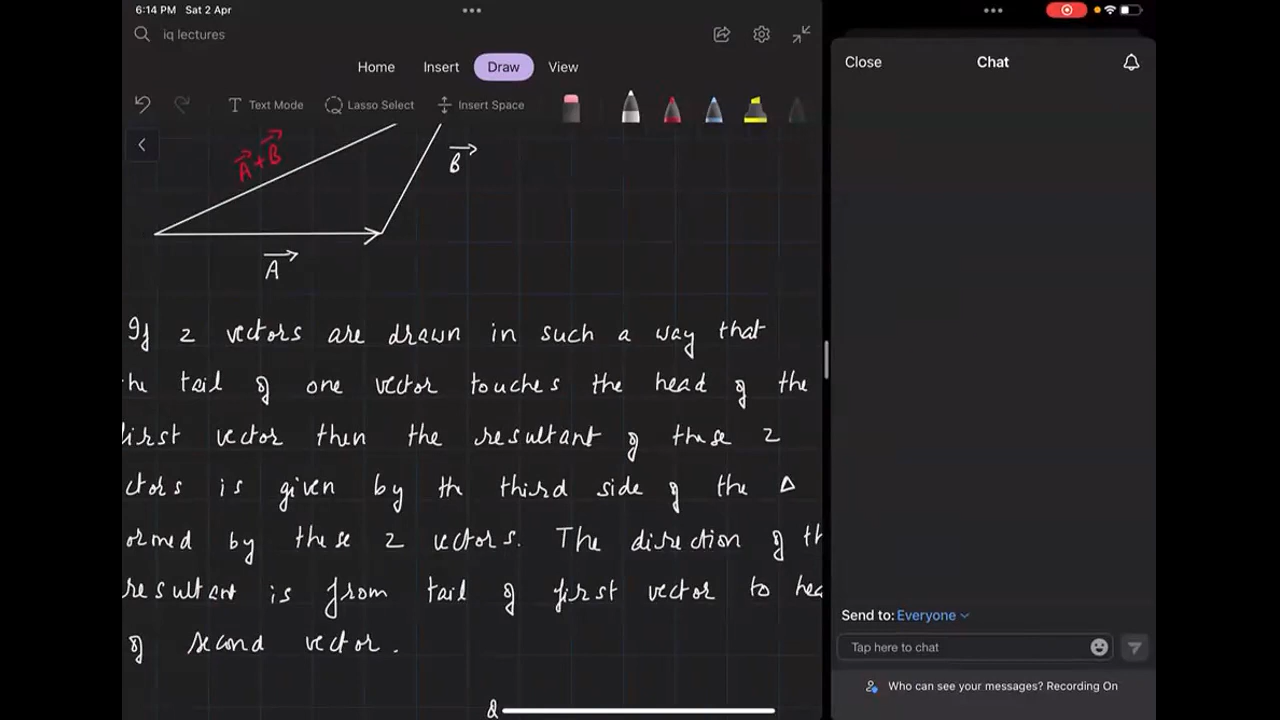 6:14 PM Sat 2 Apr
iq lectures
Home Insert Draw View
Text Mode Lasso Select Insert Space
A + B
B
A
If 2 vectors are drawn in such a way that
he tail of one vector touches the head of the
first vector then the resultant of these 2
ctors is given by the third side of the Δ
ormed by these 2 vectors. The direction of th
resultant is from tail of first vector to hea
of second vector.
Close Chat
Send to: Everyone
Tap here to chat
Who can see your messages? Recording On